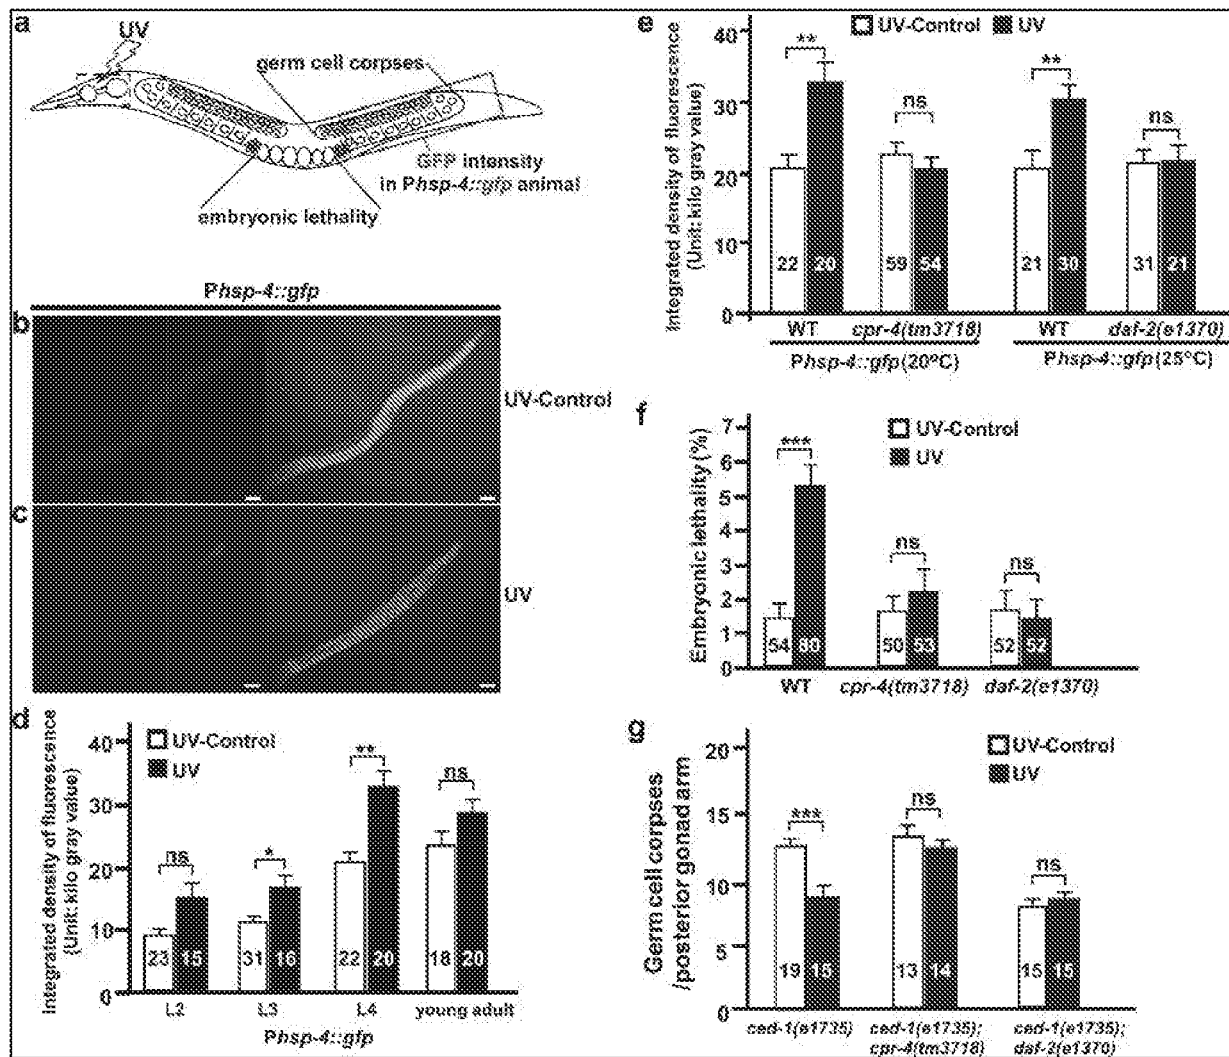 a
UV
germ cell corpses
GFP intensity
in Phsp-4::gfp animal
embryonic lethality
Phsp-4::gfp
b
UV-Control
c
UV
d
Integrated density of fluorescence
(Unit: kilo gray value)
40
30
20
10
0
UV-Control
UV
ns
*
**
ns
23
15
31
16
22
20
18
20
L2
L3
L4
young adult
Phsp-4::gfp
e
UV-Control
UV
Integrated density of fluorescence
(Unit: kilo gray value)
40
30
20
10
0
**
ns
**
ns
22
20
59
54
21
30
31
21
WT
cpr-4(tm3718)
WT
daf-2(e1370)
Phsp-4::gfp (20°C)
Phsp-4::gfp (25°C)
f
UV-Control
UV
Embryonic lethality (%)
7
6
5
4
3
2
1
0
***
ns
ns
54
60
50
53
52
52
WT
cpr-4(tm3718)
daf-2(e1370)
g
UV-Control
UV
Germ cell corpses
/posterior gonad arm
20
15
10
5
0
***
ns
ns
19
15
13
14
15
15
ced-1(e1735)
ced-1(e1735);
cpr-4(tm3718)
ced-1(e1735);
daf-2(e1370)